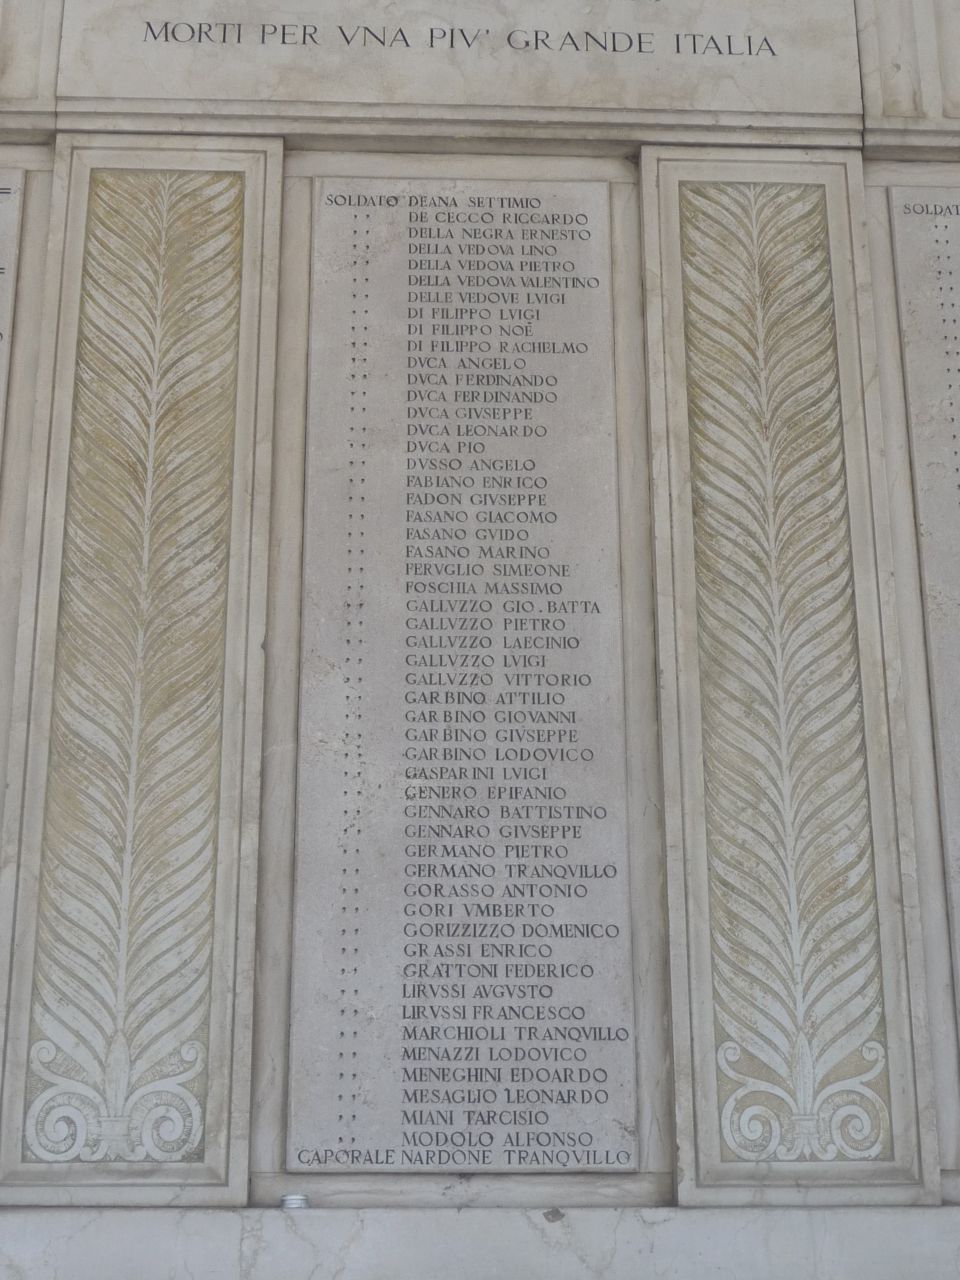 MORTI PER VNA PIV' GRANDE ITALIA
SOLDATO DEANA SETTIMIO
" DE CECCO RICCARDO
" DELLA NEGRA ERNESTO
" DELLA VEDOVA LINO
" DELLA VEDOVA PIETRO
" DELLA VEDOVA VALENTINO
" DELLE VEDOVE LVIGI
" DI FILIPPO LVIGI
" DI FILIPPO NOÈ
" DI FILIPPO RACHELMO
" DVCA ANGELO
" DVCA FERDINANDO
" DVCA FERDINANDO
" DVCA GIVSEPPE
" DVCA LEONARDO
" DVCA PIO
" DVSSO ANGELO
" FABIANO ENRICO
" FADON GIVSEPPE
" FASANO GIACOMO
" FASANO GVIDO
" FASANO MARINO
" FERVGLIO SIMEONE
" FOSCHIA MASSIMO
" GALLVZZO GIO. BATTA
" GALLVZZO PIETRO
" GALLVZZO LAECINIO
" GALLVZZO LVIGI
" GALLVZZO VITTORIO
" GARBINO ATTILIO
" GARBINO GIOVANNI
" GARBINO GIVSEPPE
" GARBINO LODOVICO
" GASPARINI LVIGI
" GENERO EPIFANIO
" GENNARO BATTISTINO
" GENNARO GIVSEPPE
" GERMANO PIETRO
" GERMANO TRANQVILLO
" GORASSO ANTONIO
" GORI VMBERTO
" GORIZZIZZO DOMENICO
" GRASSI ENRICO
" GRATTONI FEDERICO
" LIRVSSI AVGVSTO
" LIRVSSI FRANCESCO
" MARCHIOLI TRANQVILLO
" MENAZZI LODOVICO
" MENEGHINI EDOARDO
" MESAGLIO LEONARDO
" MIANI TARCISIO
" MODOLO ALFONSO
CAPORALE NARDONE TRANQVILLO